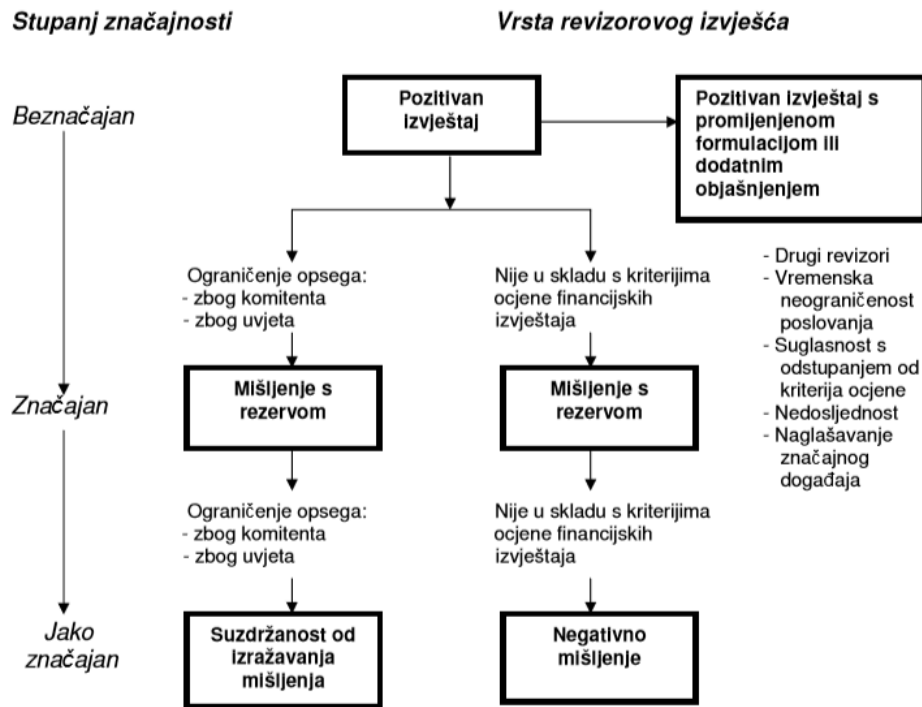 Stupanj značajnosti
Vrsta revizorovog izvješća
Beznačajan
Pozitivan
izvještaj
Pozitivan izvještaj s
promijenjenom
formulacijom ili
dodatnim
objašnjenjem
Ograničenje opsega:
- zbog komitenta
- zbog uvjeta
Nije u skladu s kriterijima
ocjene financijskih
izvještaja
- Drugi revizori
- Vremenska
neograničenost
poslovanja
- Suglasnost s
odstupanjem od
kriterija ocjene
- Nedosljednost
- Naglašavanje
značajnog
događaja
Značajan
Mišljenje s
rezervom
Mišljenje s
rezervom
Ograničenje opsega:
- zbog komitenta
- zbog uvjeta
Nije u skladu s kriterijima
ocjene financijskih
izvještaja
Jako
značajan
Suzdržanost od
izražavanja
mišljenja
Negativno
mišljenje